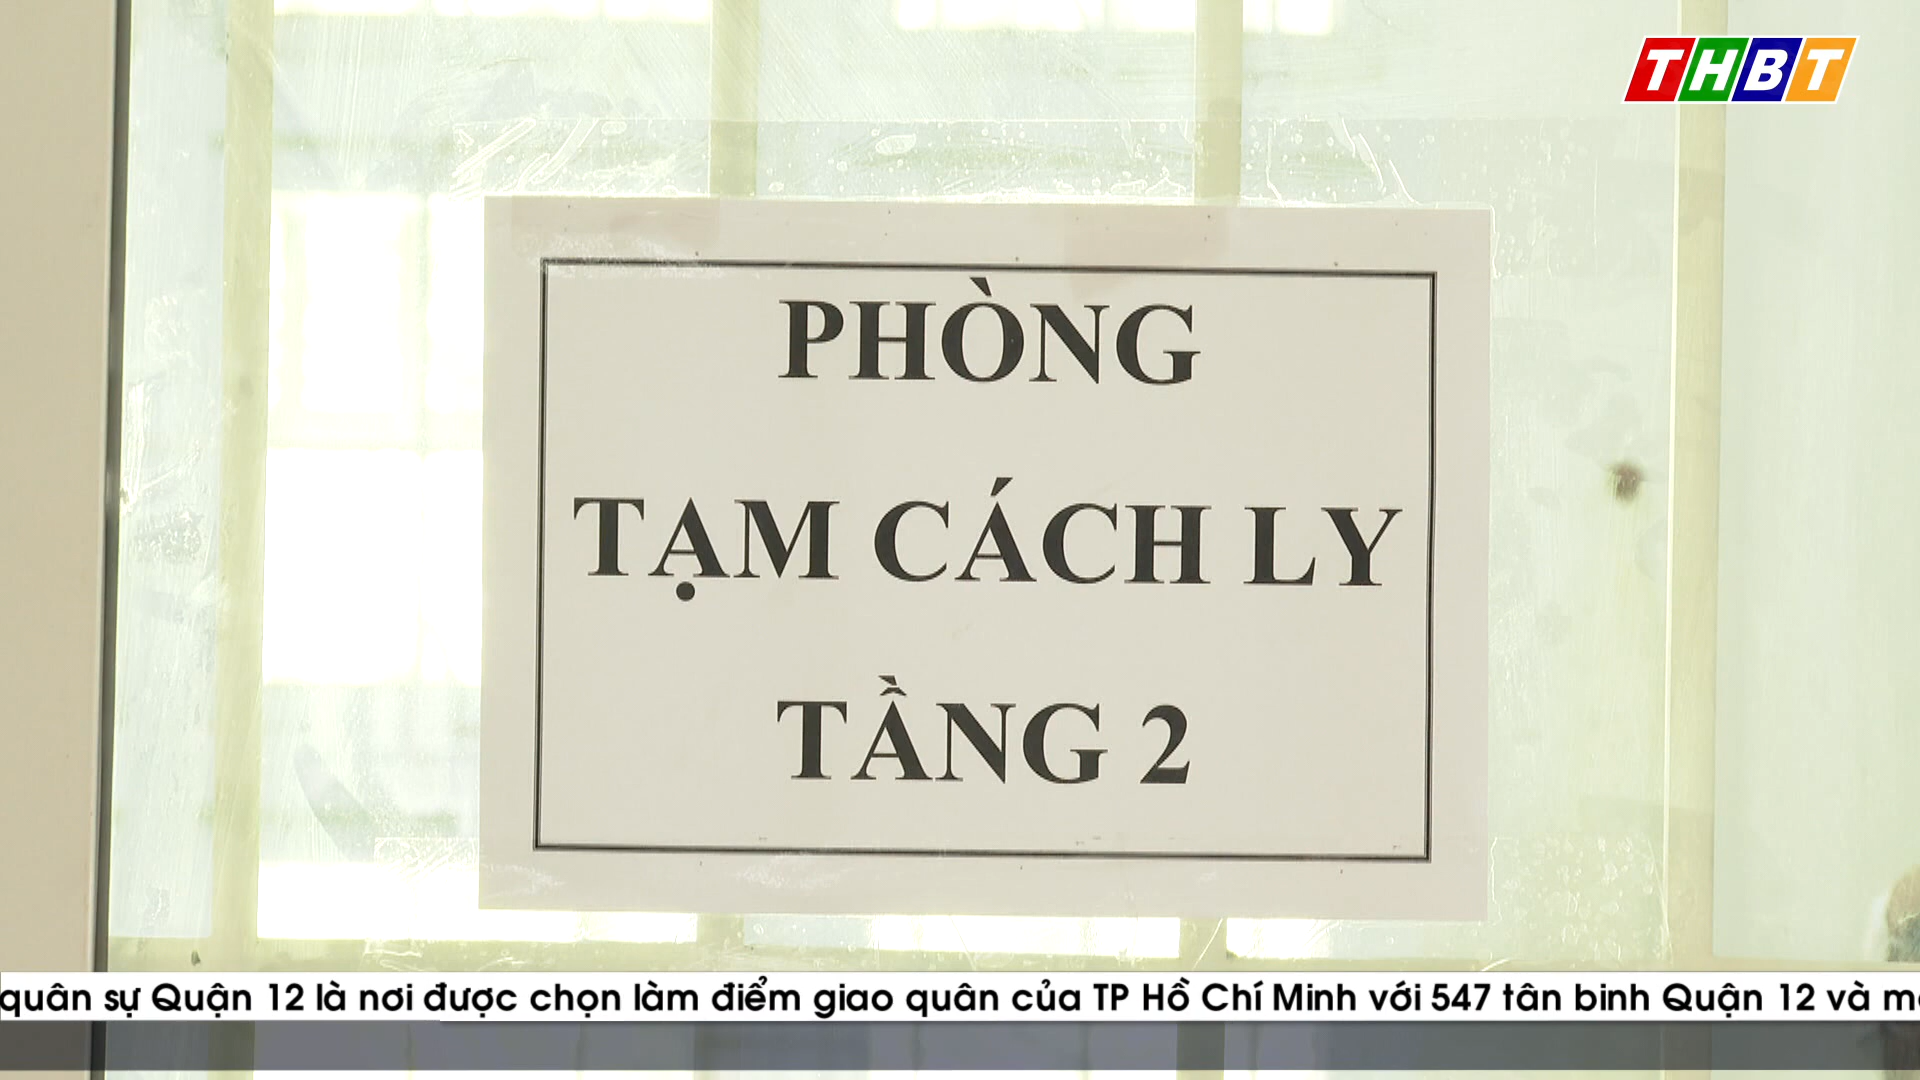 THBT
PHÒNG
TẠM CÁCH LY
TẦNG 2
quân sự Quận 12 là nơi được chọn làm điểm giao quân của TP Hồ Chí Minh với 547 tân binh Quận 12 và